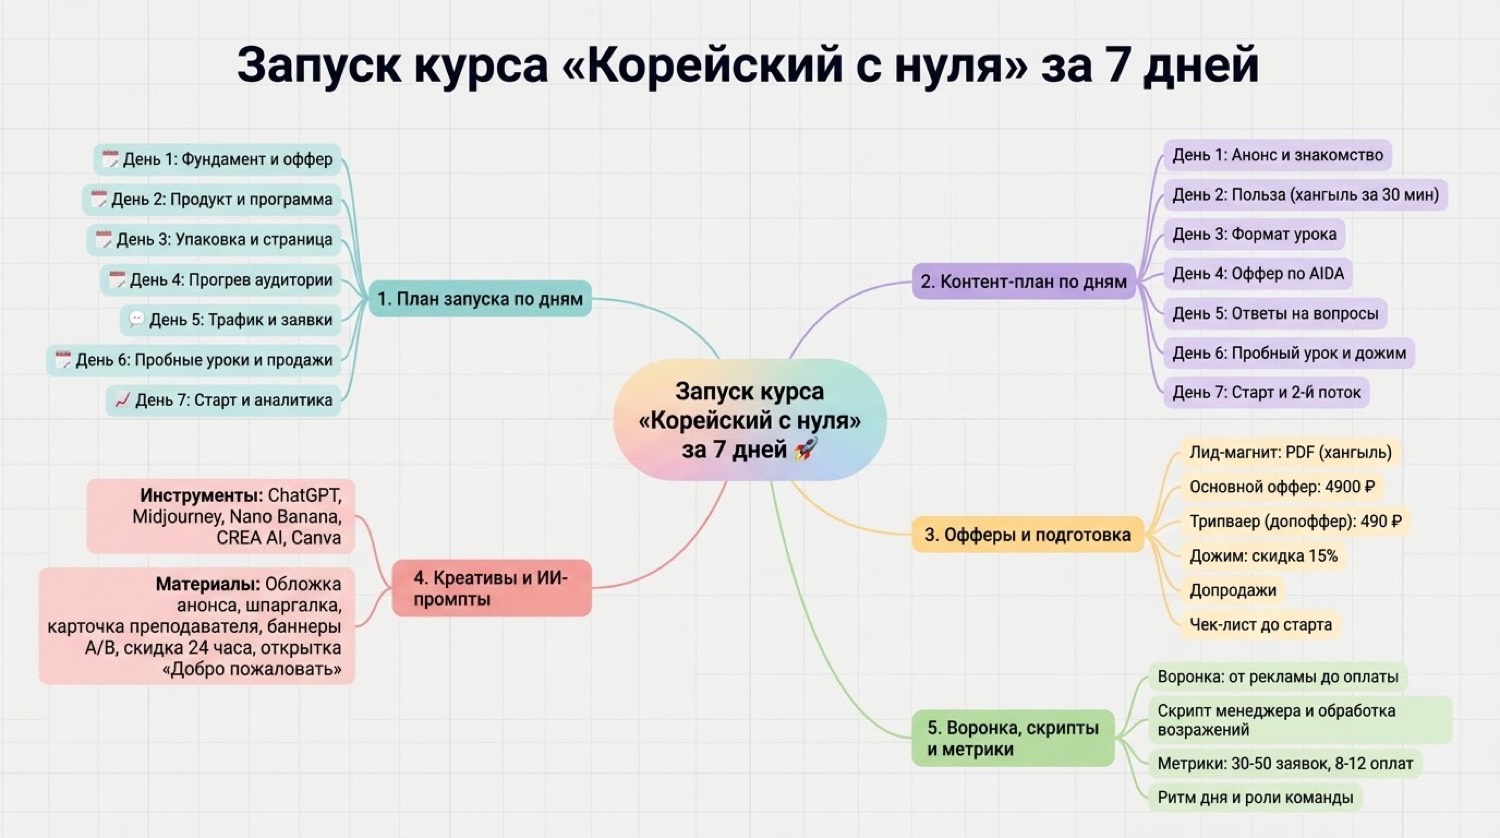 Запуск курса «Корейский с нуля» за 7 дней
День 1: Фундамент и оффер
День 2: Продукт и программа
День 3: Упаковка и страница
День 4: Прогрев аудитории
День 5: Трафик и заявки
День 6: Пробные уроки и продажи
День 7: Старт и аналитика
1. План запуска по дням
День 1: Анонс и знакомство
День 2: Польза (хангыль за 30 мин)
День 3: Формат урока
День 4: Оффер по AIDA
День 5: Ответы на вопросы
День 6: Пробный урок и дожим
День 7: Старт и 2-й поток
2. Контент-план по дням
Запуск курса
«Корейский с нуля»
за 7 дней 🚀
Лид-магнит: PDF (хангыль)
Основной оффер: 4900 ₽
Трипваер (допоффер): 490 ₽
Дожим: скидка 15%
Допродажи
Чек-лист до старта
3. Офферы и подготовка
Инструменты: ChatGPT,
Midjourney, Nano Banana,
CREA AI, Canva
Материалы: Обложка
анонса, шпаргалка,
карточка преподавателя, баннеры
A/B, скидка 24 часа, открытка
«Добро пожаловать»
4. Креативы и ИИ-
промпты
Воронка: от рекламы до оплаты
Скрипт менеджера и обработка
возражений
Метрики: 30-50 заявок, 8-12 оплат
Ритм дня и роли команды
5. Воронка, скрипты
и метрики